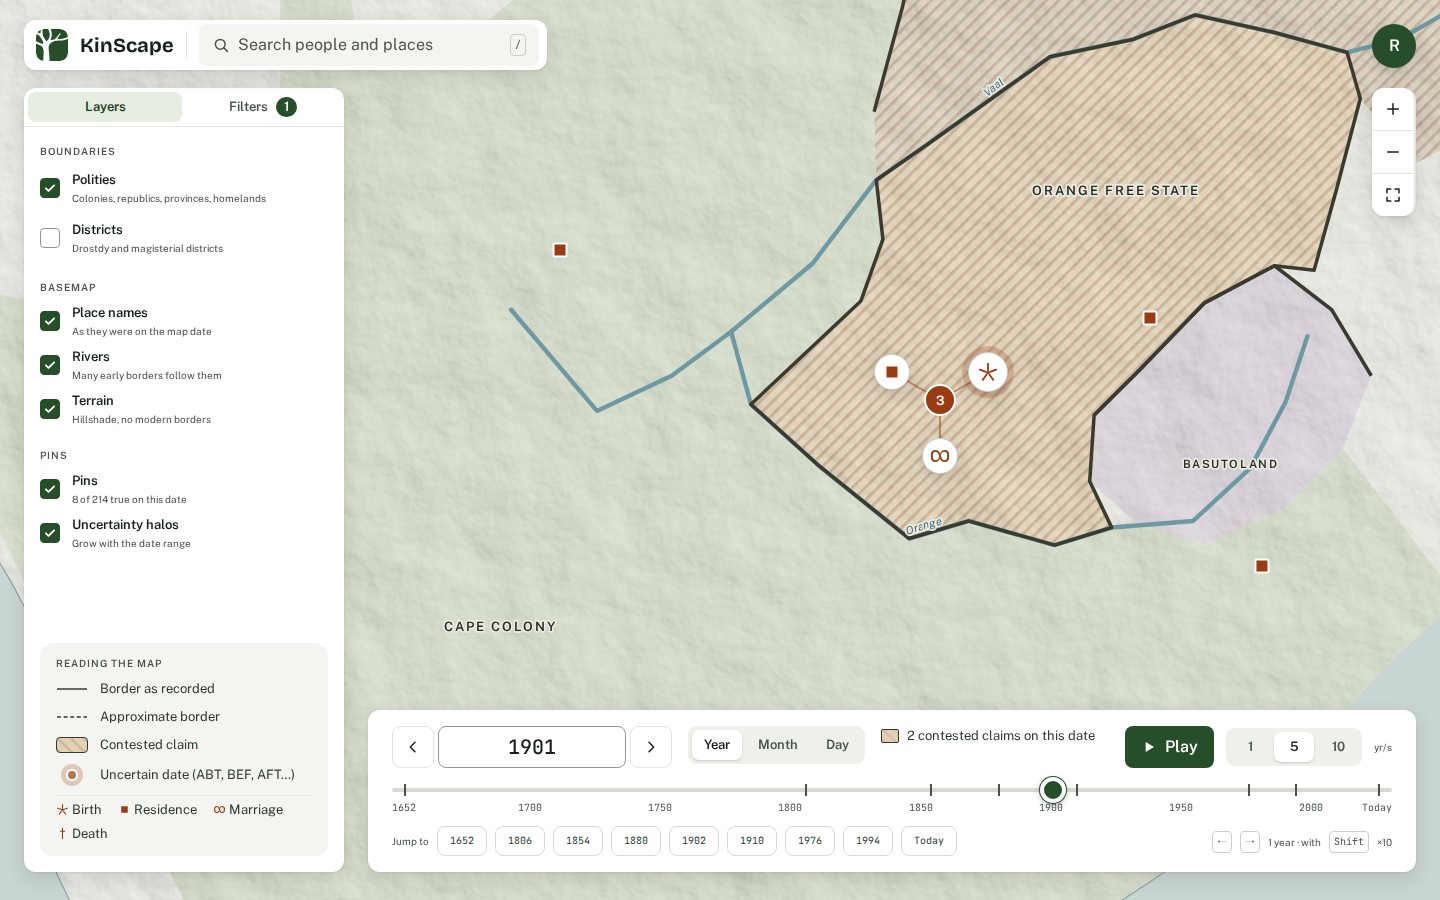 KinScape
Search people and places
/
R
Layers
Filters 1
BOUNDARIES
Polities
Colonies, republics, provinces, homelands
Districts
Drostdy and magisterial districts
BASEMAP
Place names
As they were on the map date
Rivers
Many early borders follow them
Terrain
Hillshade, no modern borders
PINS
Pins
8 of 214 true on this date
Uncertainty halos
Grow with the date range
READING THE MAP
Border as recorded
Approximate border
Contested claim
Uncertain date (ABT, BEF, AFT…)
Birth
Residence
Marriage
Death
Vaal
ORANGE FREE STATE
3
BASUTOLAND
Orange
CAPE COLONY
1901
Year
Month
Day
2 contested claims on this date
Play
1
5
10
yr/s
1652
1700
1750
1800
1850
1900
1950
2000
Today
Jump to
1652
1806
1854
1880
1902
1910
1976
1994
Today
← → 1 year · with Shift ×10